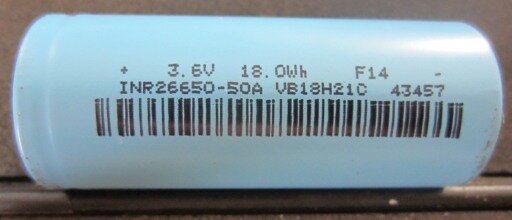 + 3.6V 18.0Wh F14 -
INR26650-50A VB18H21C 43457